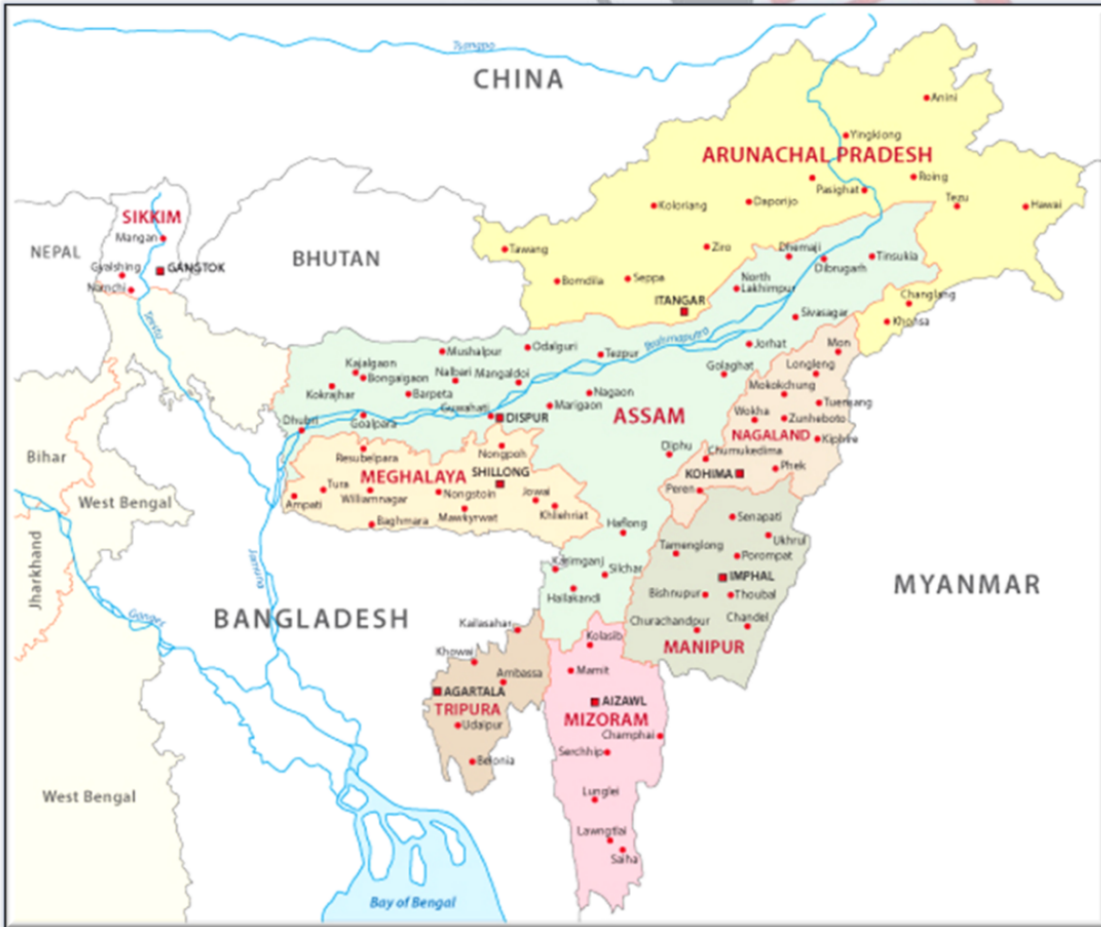 Tsangpo
CHINA
Anini
Yingkiong
ARUNACHAL PRADESH
Roing
Pasighat
Tezu
Hawai
Koloriang
Daporijo
SIKKIM
Mangan
NEPAL
BHUTAN
Tawang
Ziro
Dhemaji
Tinsukia
Gyalshing
GANGTOK
Dibrugarh
Namchi
Bomdila
Seppa
North
Lakhimpur
Changlang
ITANGAR
Sivasagar
Khonsa
Teesta
Brahmaputra
Mon
Mushalpur
Odalguri
Tezpur
Jorhat
Kajalgaon
Golaghat
Longleng
Bongaigaon
Nalbari
Mangaldoi
Mokokchung
Kokrajhar
Barpeta
Nagaon
Tuensang
Guwahati
Marigaon
Wokha
Zunheboto
Dhubri
Goalpara
DISPUR
ASSAM
NAGALAND
Kiphire
Bihar
Resubelpara
Nongpoh
Diphu
Chumukedima
MEGHALAYA
SHILLONG
KOHIMA
Phek
Tura
Williamnagar
Nongstoin
Jowai
Peren
West Bengal
Ampati
Mawkyrwat
Khliehriat
Baghmara
Senapati
Haflong
Ukhrul
Jharkhand
Jamuna
Tamenglong
Porompat
Karimganj
Silchar
IMPHAL
MYANMAR
Hailakandi
Bishnupur
Thoubal
Ganges
BANGLADESH
Kailasahar
Churachandpur
Chandel
Kolasib
MANIPUR
Khowai
Ambassa
Mamit
AGARTALA
AIZAWL
TRIPURA
MIZORAM
Udaipur
Champhai
Serchhip
Belonia
West Bengal
Lunglei
Lawngtlai
Saiha
Bay of Bengal